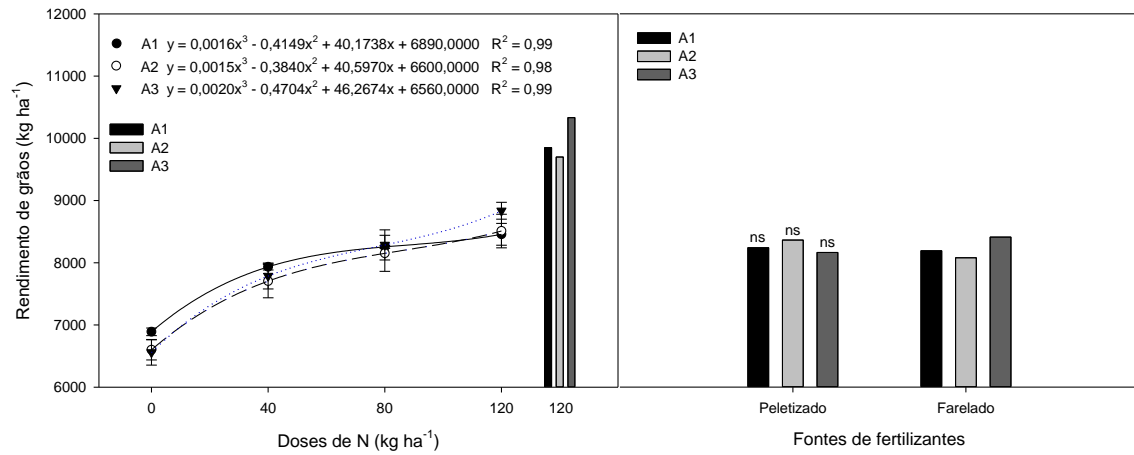 12000
11000
10000
9000
8000
7000
6000
Rendimento de grãos (kg ha⁻¹)
A1 y = 0,0016x³ - 0,4149x² + 40,1738x + 6890,0000 R² = 0,99
A2 y = 0,0015x³ - 0,3840x² + 40,5970x + 6600,0000 R² = 0,98
A3 y = 0,0020x³ - 0,4704x² + 46,2674x + 6560,0000 R² = 0,99
A1
A2
A3
0 40 80 120 120
Doses de N (kg ha⁻¹)
A1
A2
A3
ns ns ns
Peletizado Farelado
Fontes de fertilizantes